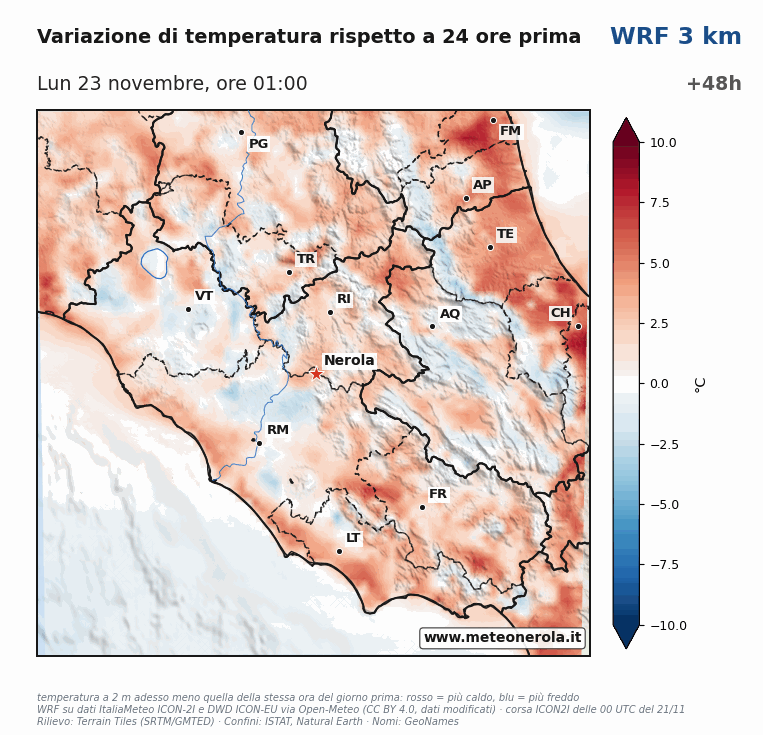 Variazione di temperatura rispetto a 24 ore prima
WRF 3 km
Lun 23 novembre, ore 01:00
+48h
PG
FM
AP
TE
TR
VT
RI
AQ
CH
Nerola
RM
FR
LT
www.meteonerola.it
10.0
7.5
5.0
2.5
0.0
−2.5
−5.0
−7.5
−10.0
°C
temperatura a 2 m adesso meno quella della stessa ora del giorno prima: rosso = più caldo, blu = più freddo
WRF su dati ItaliaMeteo ICON-2I e DWD ICON-EU via Open-Meteo (CC BY 4.0, dati modificati) · corsa ICON2I delle 00 UTC del 21/11
Rilievo: Terrain Tiles (SRTM/GMTED) · Confini: ISTAT, Natural Earth · Nomi: GeoNames